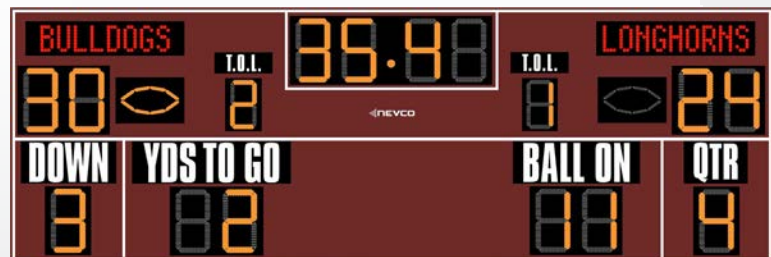 BULLDOGS 35.4 LONGHORNS
T.O.L. T.O.L.
30 2 1 24
NEVCO
DOWN YDS TO GO BALL ON QTR
3 2 11 4